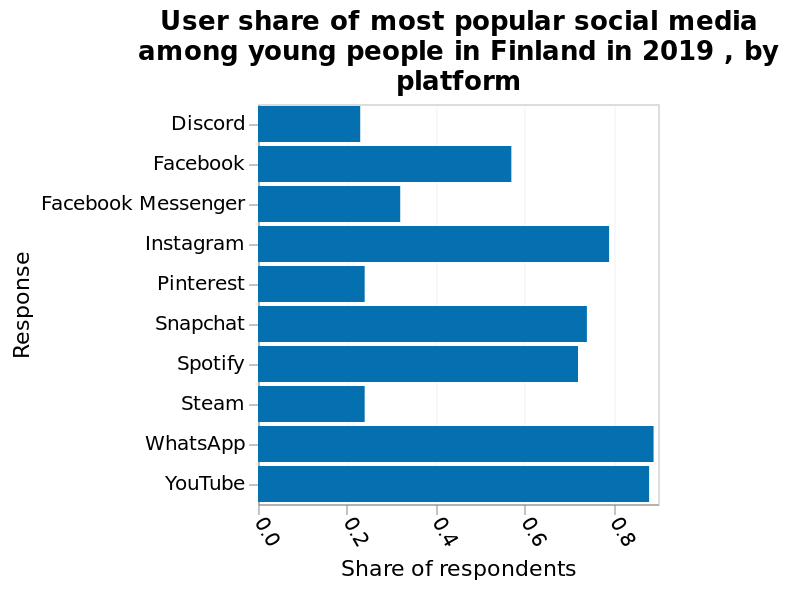 User share of most popular social media
among young people in Finland in 2019 , by
platform
Discord
Facebook
Facebook Messenger
Instagram
Pinterest
Snapchat
Spotify
Steam
WhatsApp
YouTube
Response
0.0 0.2 0.4 0.6 0.8
Share of respondents